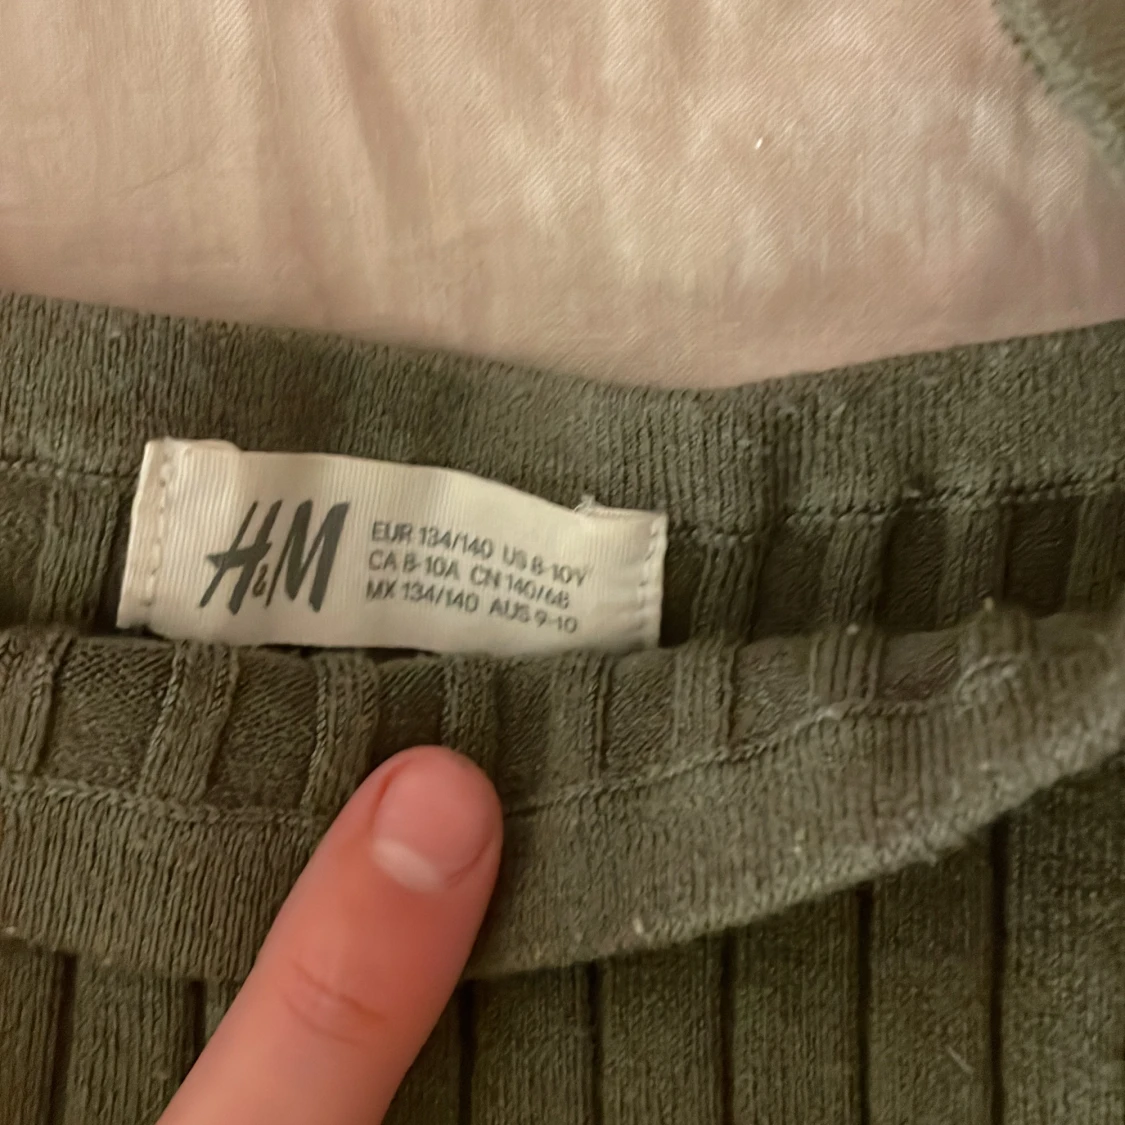 H&M
EUR 134/140 US 8-10Y
CA 8-10A CN 140/68
MX 134/140 AUS 9-10